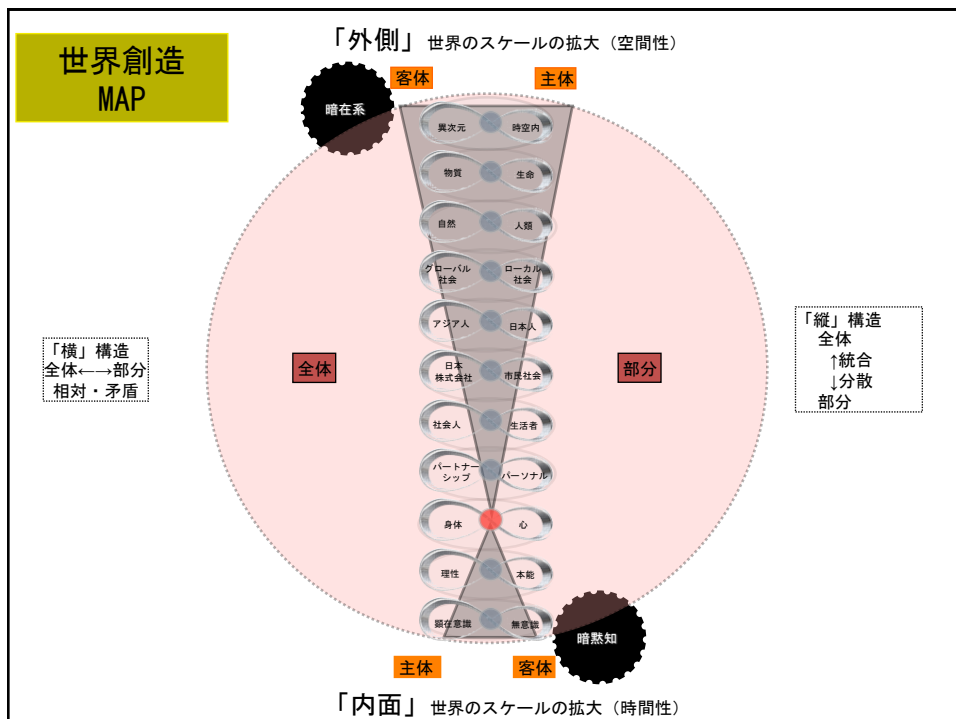 世界創造
MAP
「外側」世界のスケールの拡大（空間性）
客体
主体
暗在系
異次元
時空内
物質
生命
自然
人類
グローバル
社会
ローカル
社会
アジア人
日本人
日本
株式会社
市民社会
社会人
生活者
パートナー
シップ
パーソナル
身体
心
理性
本能
顕在意識
無意識
「横」構造
全体←→部分
相対・矛盾
全体
部分
「縦」構造
全体
↑統合
↓分散
部分
暗黙知
主体
客体
「内面」世界のスケールの拡大（時間性）